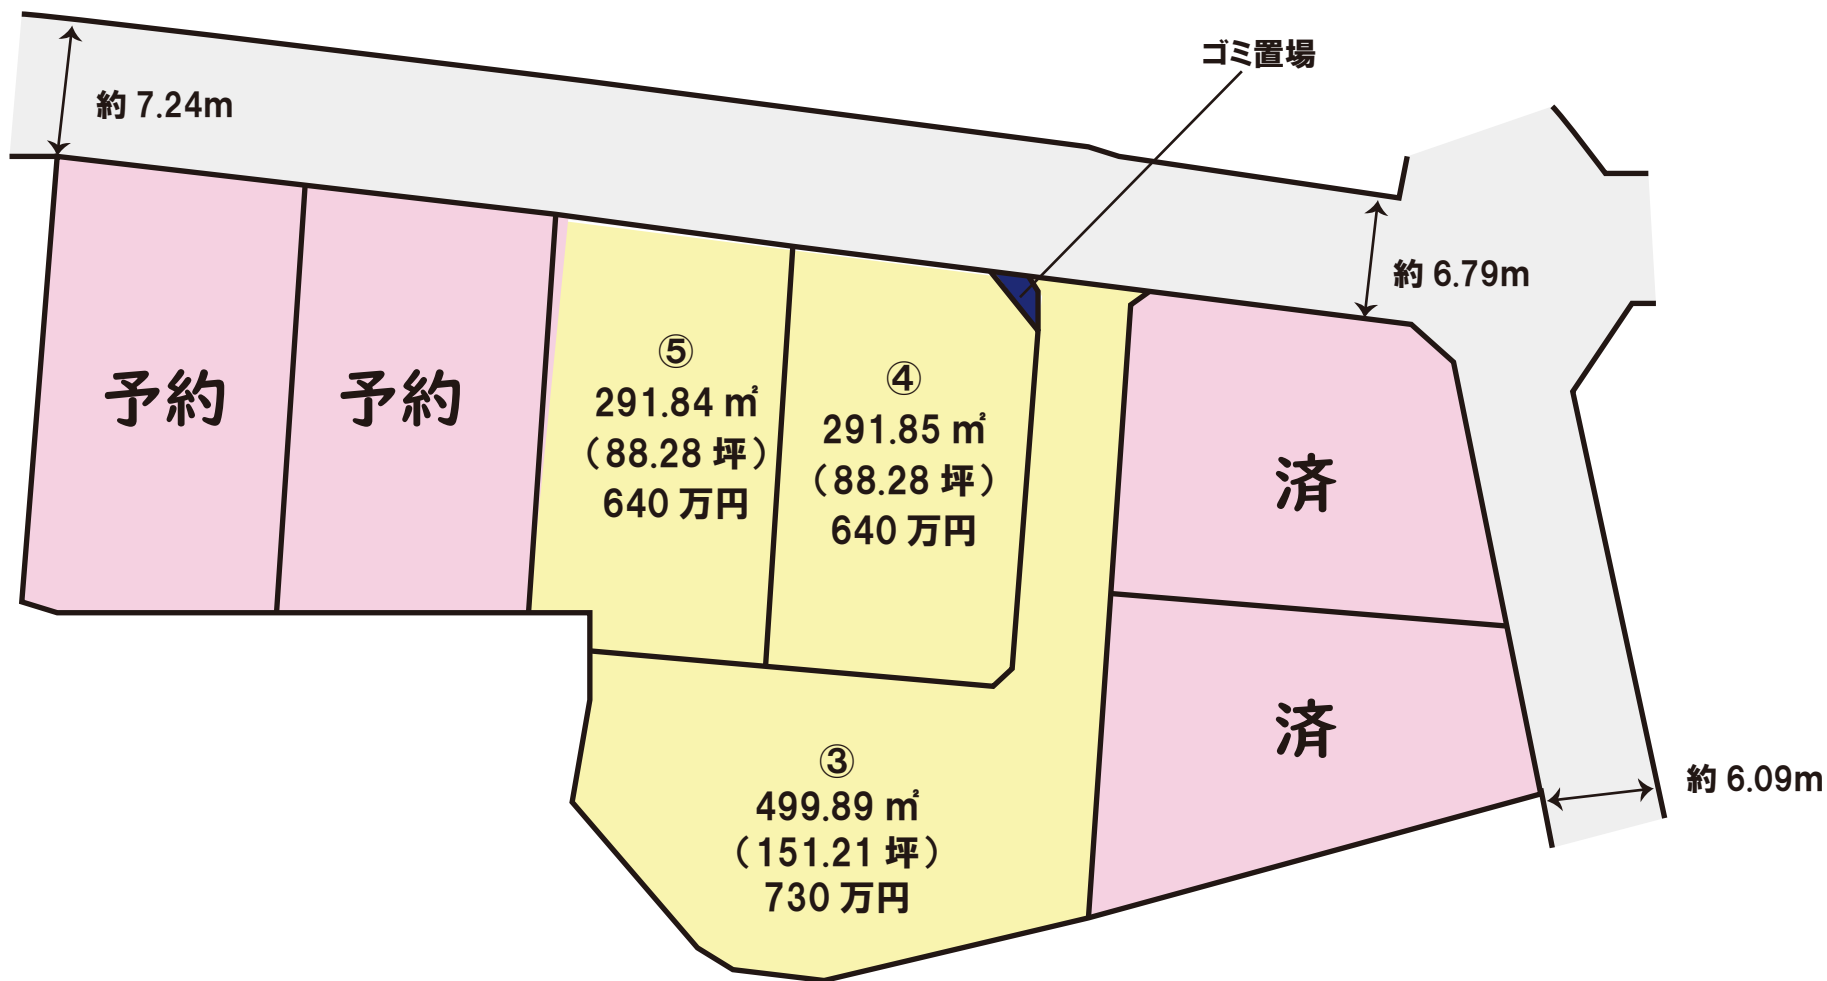 ゴミ置場
約 7.24m
約 6.79m
予約
予約
⑤
291.84 ㎡
（88.28 坪）
640 万円
④
291.85 ㎡
（88.28 坪）
640 万円
済
済
③
499.89 ㎡
（151.21 坪）
730 万円
約 6.09m